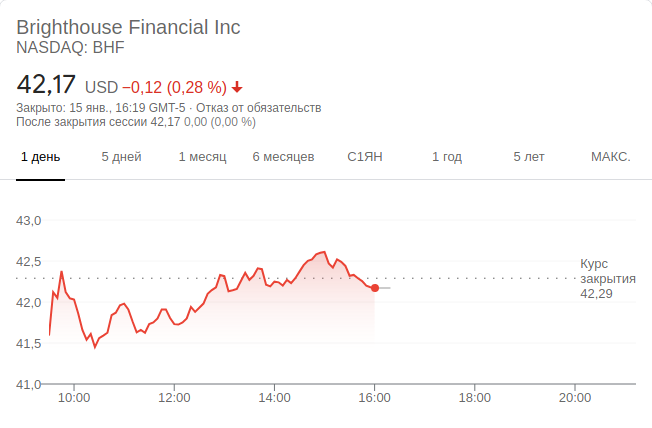 Brighthouse Financial Inc
NASDAQ: BHF
42,17 USD −0,12 (0,28 %)
Закрыто: 15 янв., 16:19 GMT-5 · Отказ от обязательств
После закрытия сессии 42,17 0,00 (0,00 %)
1 день 5 дней 1 месяц 6 месяцев С1ЯН 1 год 5 лет МАКС.
43,0
42,5
Курс
закрытия
42,29
42,0
41,5
41,0
10:00 12:00 14:00 16:00 18:00 20:00